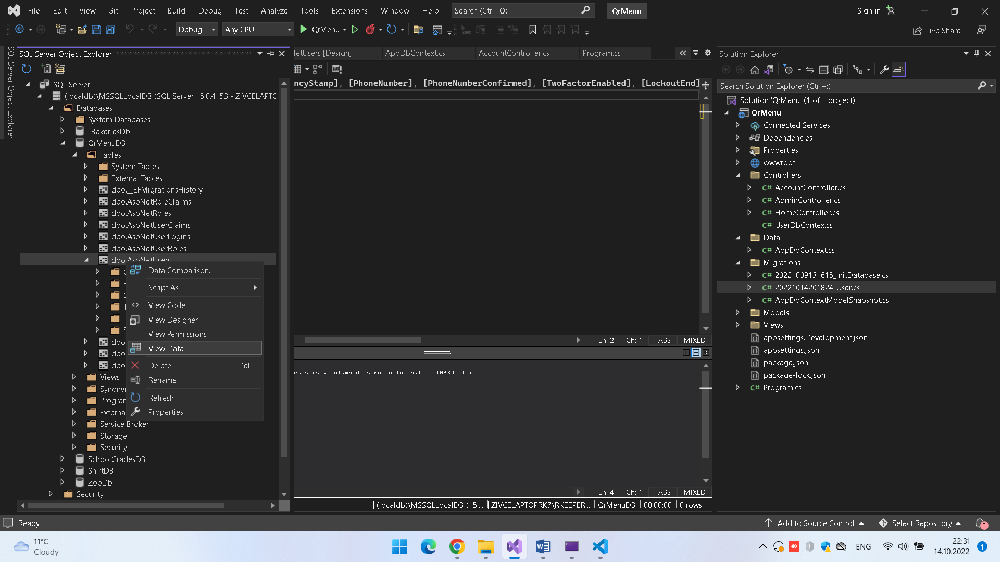 File Edit View Git Project Build Debug Test Analyze Tools Extensions Window Help Search (Ctrl+Q) QrMenu Sign in
Debug Any CPU QrMenu Live Share
SQL Server Object Explorer
SQL Server Object Explorer
SQL Server
(localdb)\MSSQLLocalDB (SQL Server 15.0.4153 - ZIVCELAPTO
Databases
System Databases
_BakeriesDb
QrMenuDB
Tables
System Tables
External Tables
dbo.__EFMigrationsHistory
dbo.AspNetRoleClaims
dbo.AspNetRoles
dbo.AspNetUserClaims
dbo.AspNetUserLogins
dbo.AspNetUserRoles
dbo.AspNetUsers
dbo
dbo
dbo
Views
Synony
Progra
Externa
Service Broker
Storage
Security
SchoolGradesDB
ShirtDB
ZooDb
Security
Data Comparison...
Script As
View Code
View Designer
View Permissions
View Data
Delete Del
Rename
Refresh
Properties
etUsers [Design] AppDbContext.cs AccountController.cs Program.cs
ncyStamp], [PhoneNumber], [PhoneNumberConfirmed], [TwoFactorEnabled], [LockoutEnd]
Ln: 2 Ch: 1 TABS MIXED
etUsers'; column does not allow nulls. INSERT fails.
Ln: 4 Ch: 1 TABS MIXED
(localdb)\MSSQLLocalDB (15.... ZIVCELAPTOPRK7\RKEEPER... QrMenuDB 00:00:00 0 rows
Solution Explorer
Search Solution Explorer (Ctrl+;)
Solution 'QrMenu' (1 of 1 project)
QrMenu
Connected Services
Dependencies
Properties
wwwroot
Controllers
C# AccountController.cs
C# AdminController.cs
C# HomeController.cs
C# UserDbContex.cs
Data
C# AppDbContext.cs
Migrations
C# 20221009131615_InitDatabase.cs
C# 20221014201824_User.cs
C# AppDbContextModelSnapshot.cs
Models
Views
appsettings.Development.json
appsettings.json
package.json
package-lock.json
C# Program.cs
Ready Add to Source Control Select Repository 2
11°C
Cloudy
ENG
22:31
14.10.2022
1